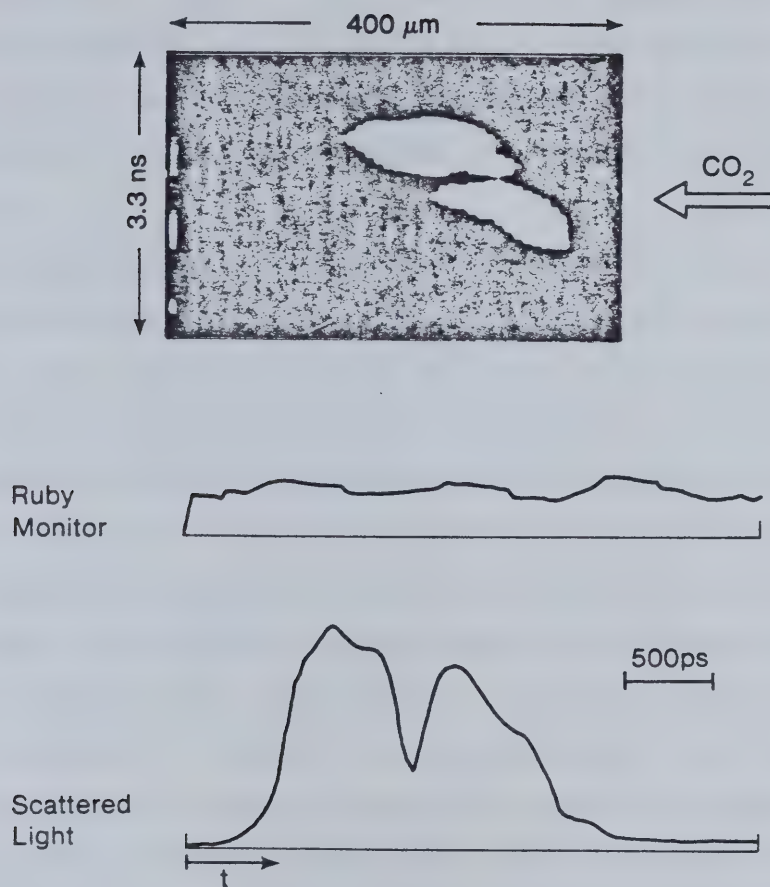 400 μm
3.3 ns
CO₂
Ruby
Monitor
500ps
Scattered
Light
t